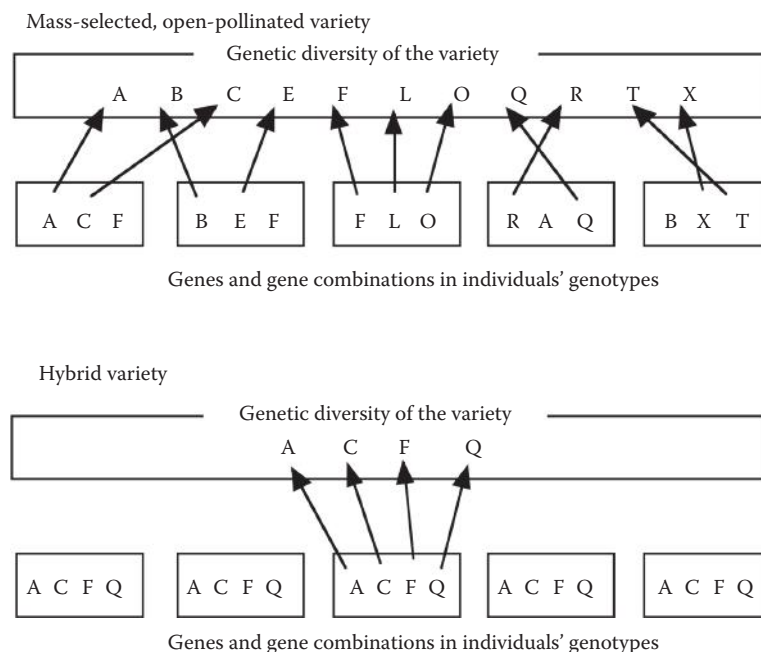 Mass-selected, open-pollinated variety
Genetic diversity of the variety
A B C E F L O Q R T X
A C F B E F F L O R A Q B X T
Genes and gene combinations in individuals' genotypes
Hybrid variety
Genetic diversity of the variety
A C F Q
A C F Q A C F Q A C F Q A C F Q A C F Q
Genes and gene combinations in individuals' genotypes